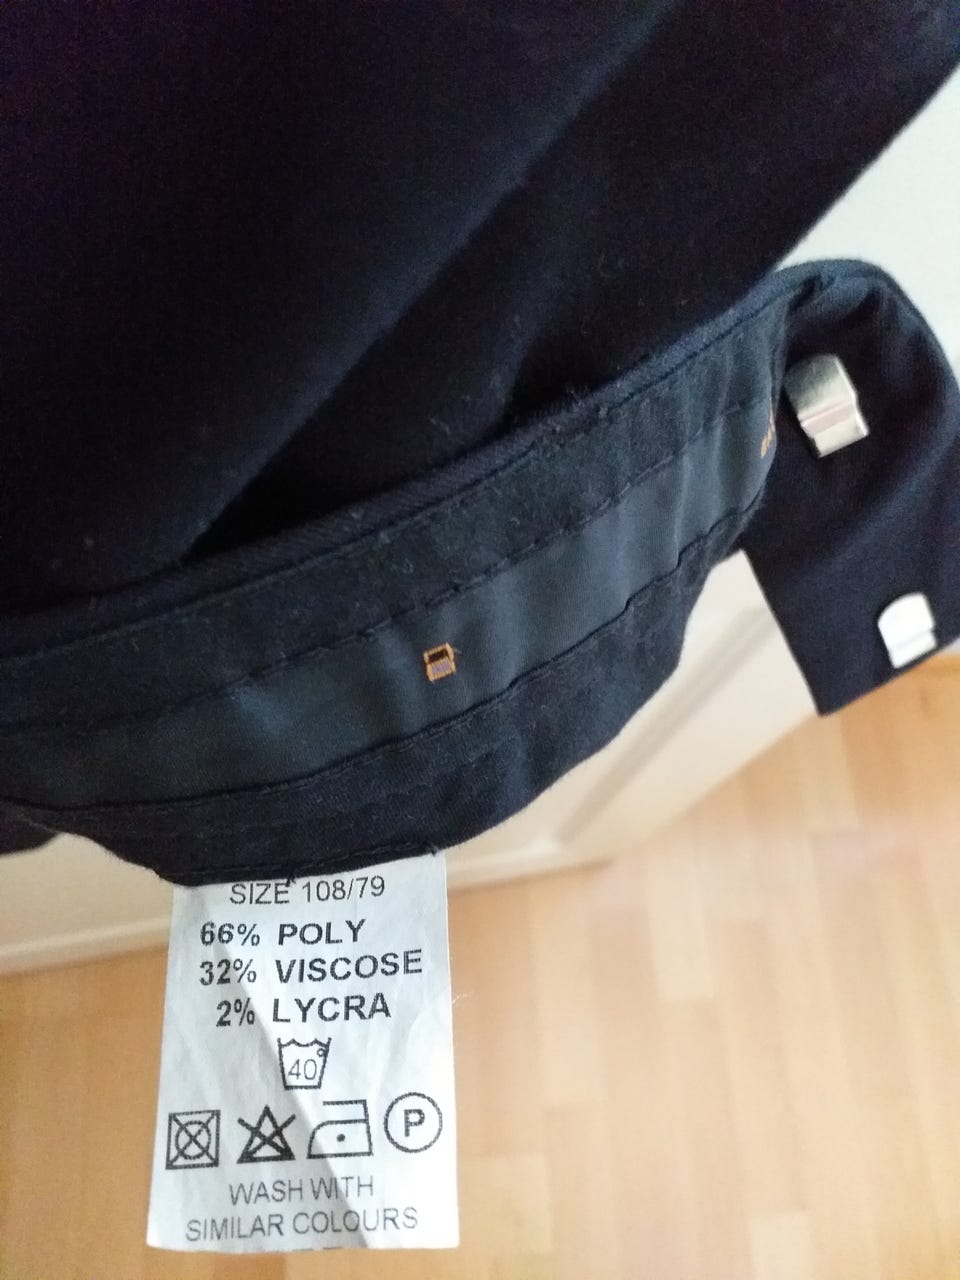 SIZE 108/79
66% POLY
32% VISCOSE
2% LYCRA
40°
P
WASH WITH
SIMILAR COLOURS